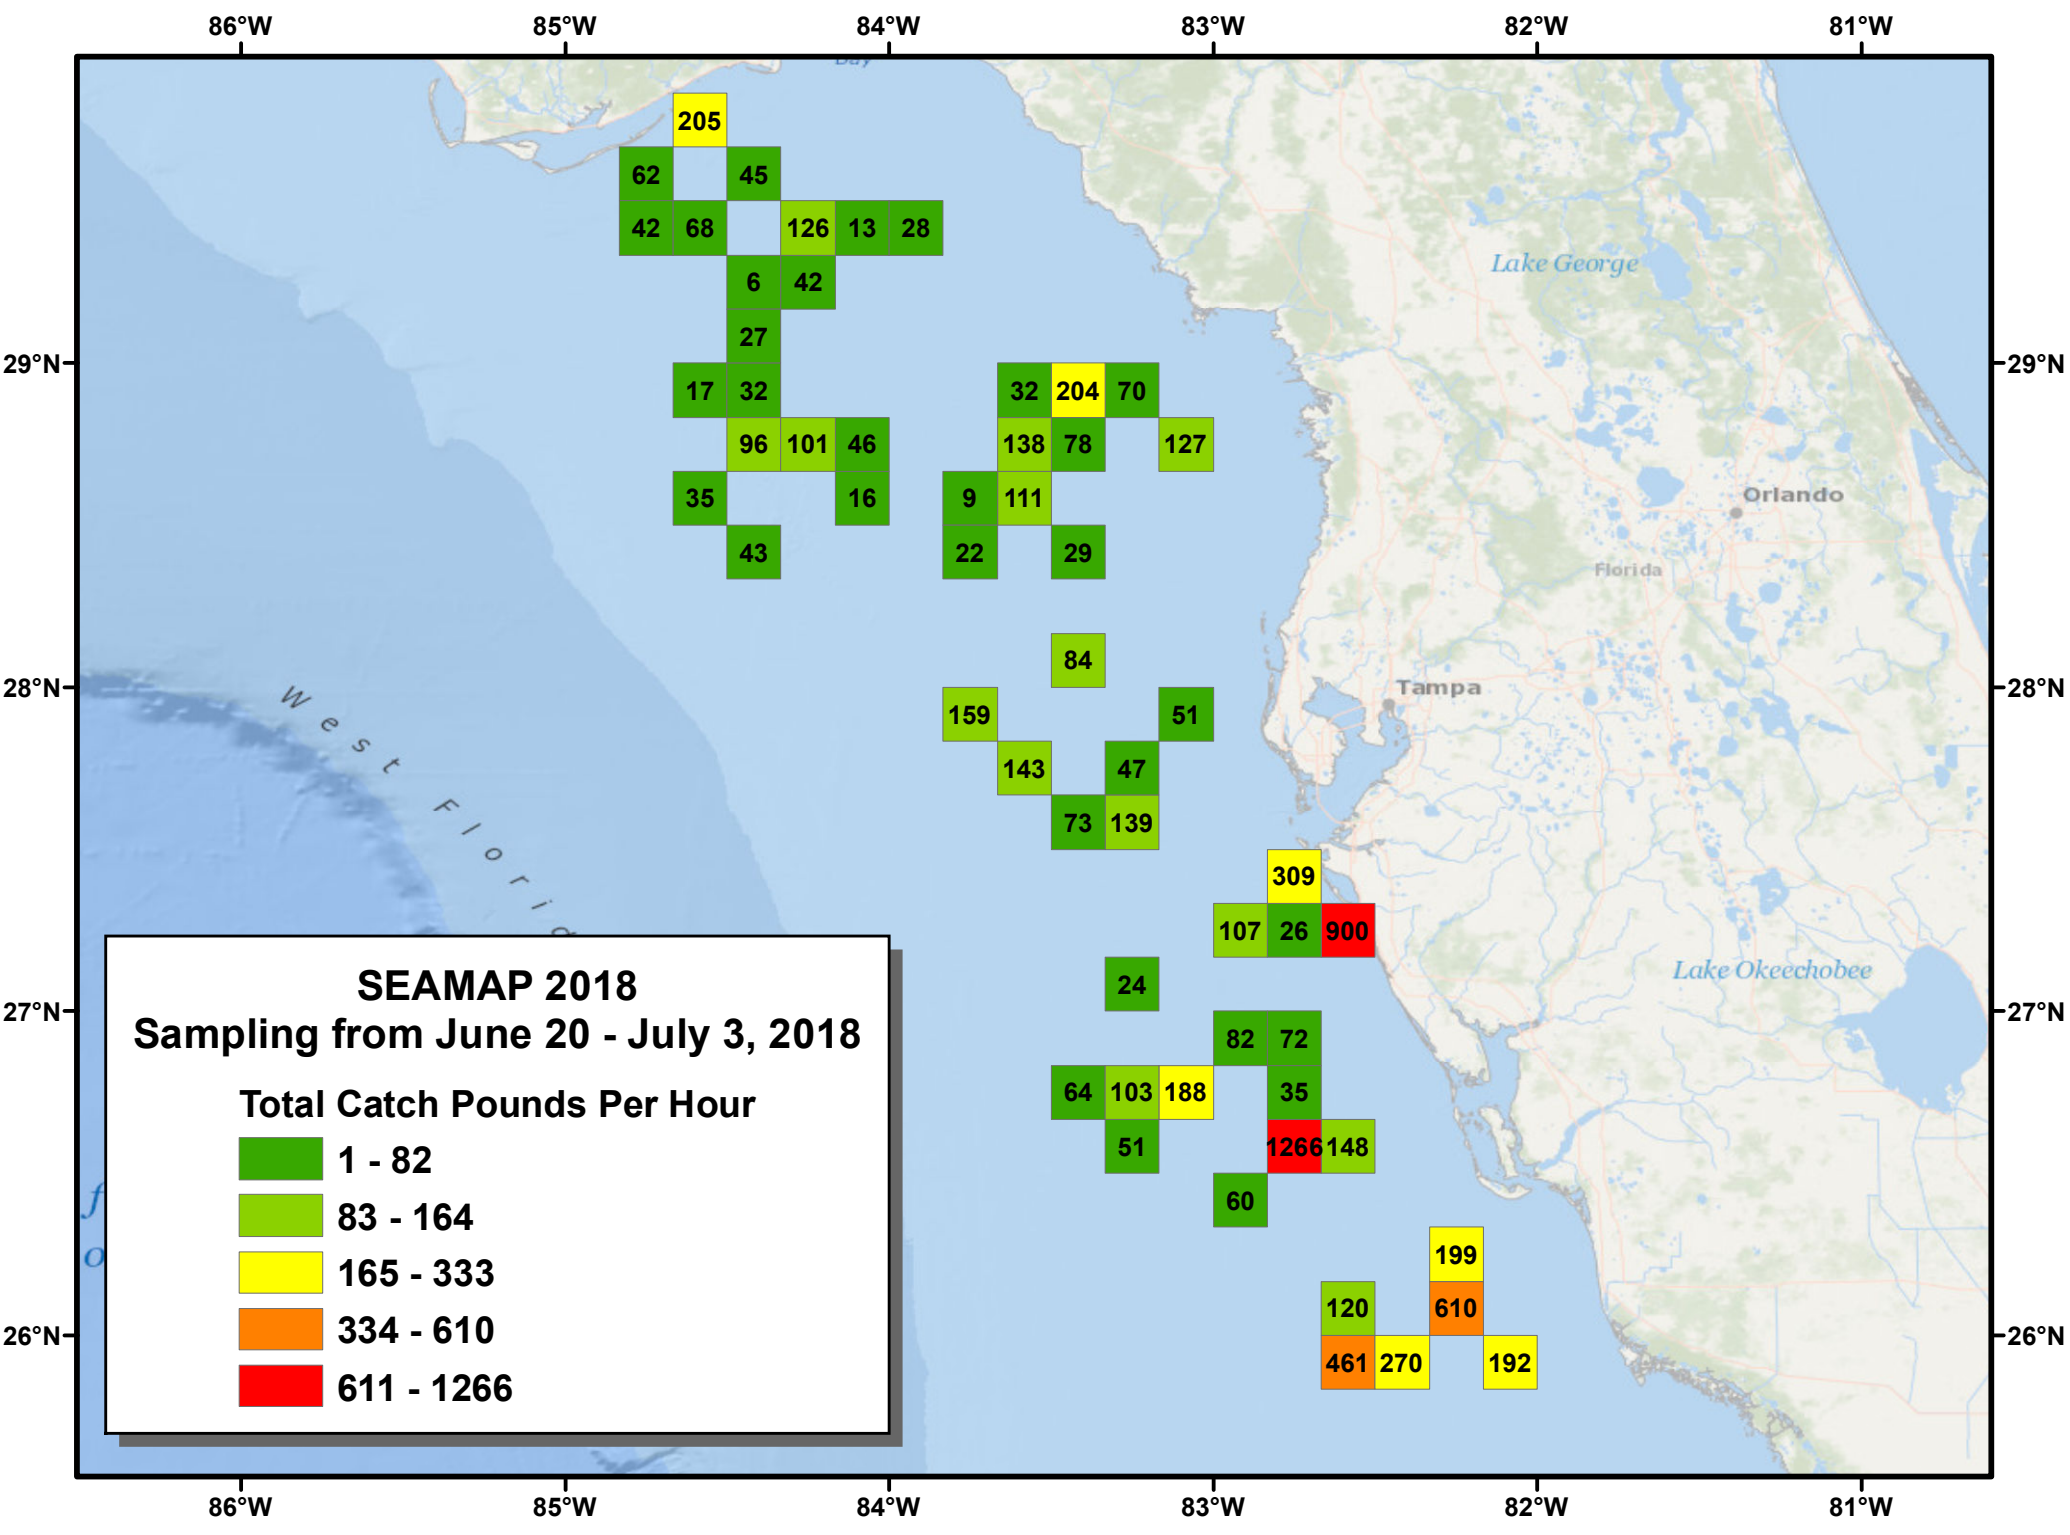 86°W 85°W 84°W 83°W 82°W 81°W
Bay
205
62 45
42 68 126 13 28
Lake George
6 42
27
29°N 29°N
17 32 32 204 70
96 101 46 138 78 127
35 16 9 111 Orlando
43 22 29
Florida
84
28°N Tampa 28°N
West Florid
159 51
143 47
73 139
309
107 26 900
Lake Okeechobee
24
27°N 27°N
82 72
64 103 188 35
51 1266 148
60
199
120 610
26°N 26°N
461 270 192
SEAMAP 2018
Sampling from June 20 - July 3, 2018
Total Catch Pounds Per Hour
1 - 82
83 - 164
165 - 333
334 - 610
611 - 1266
f
o
86°W 85°W 84°W 83°W 82°W 81°W